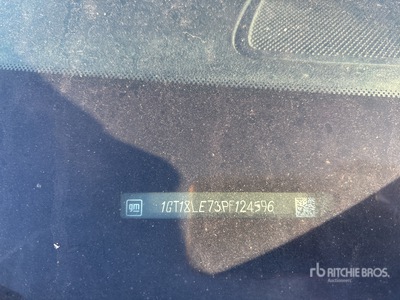 gm 1GT18LE73PF124596
rb RITCHIE BROS.
Auctioneers